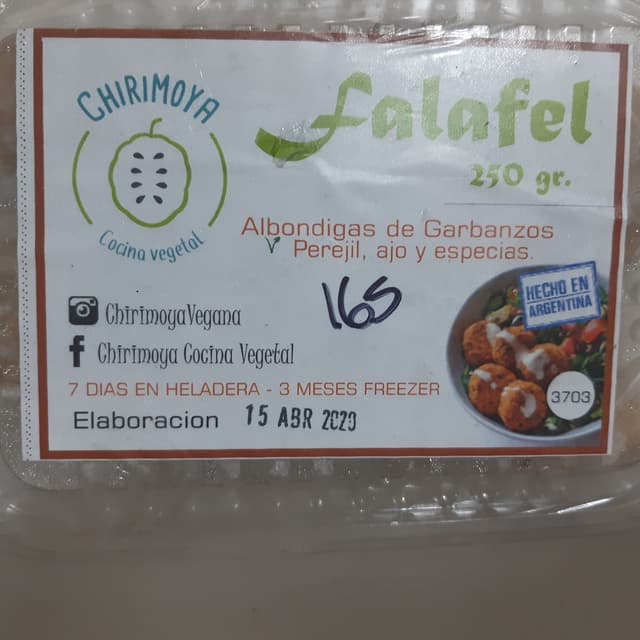 CHIRIMOYA
Cocina vegetal
falafel
250 gr.
Albondigas de Garbanzos
Perejil, ajo y especias.
165
HECHO EN
ARGENTINA
ChirimoyaVegana
f Chirimoya Cocina Vegetal
7 DIAS EN HELADERA - 3 MESES FREEZER
3703
Elaboracion 15 ABR 2020